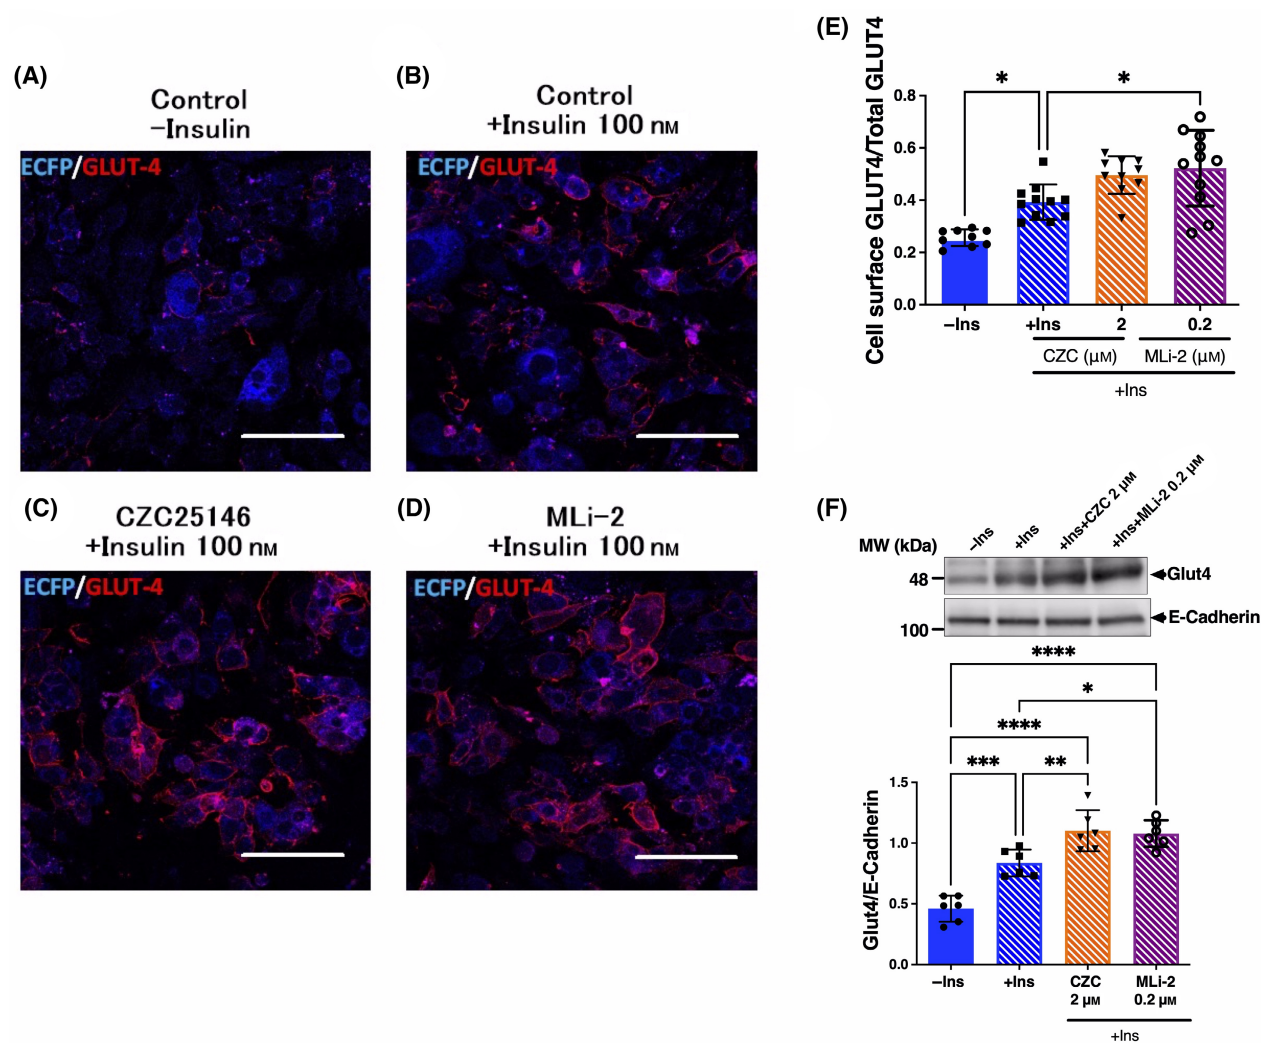 (A)
Control
−Insulin
ECFP/GLUT-4
(B)
Control
+Insulin 100 nM
ECFP/GLUT-4
(C)
CZC25146
+Insulin 100 nM
ECFP/GLUT-4
(D)
MLi−2
+Insulin 100 nM
ECFP/GLUT-4
(E)
Cell surface GLUT4/Total GLUT4
0.8
0.6
0.4
0.2
0.0
*
*
−Ins
+Ins
2
0.2
CZC (μM)
MLi-2 (μM)
+Ins
(F)
MW (kDa)
−Ins
+Ins
+Ins+CZC 2 μM
+Ins+MLi-2 0.2 μM
48
Glut4
100
E-Cadherin
****
*
****
***
**
Glut4/E-Cadherin
1.5
1.0
0.5
0.0
−Ins
+Ins
CZC
2 μM
MLi-2
0.2 μM
+Ins